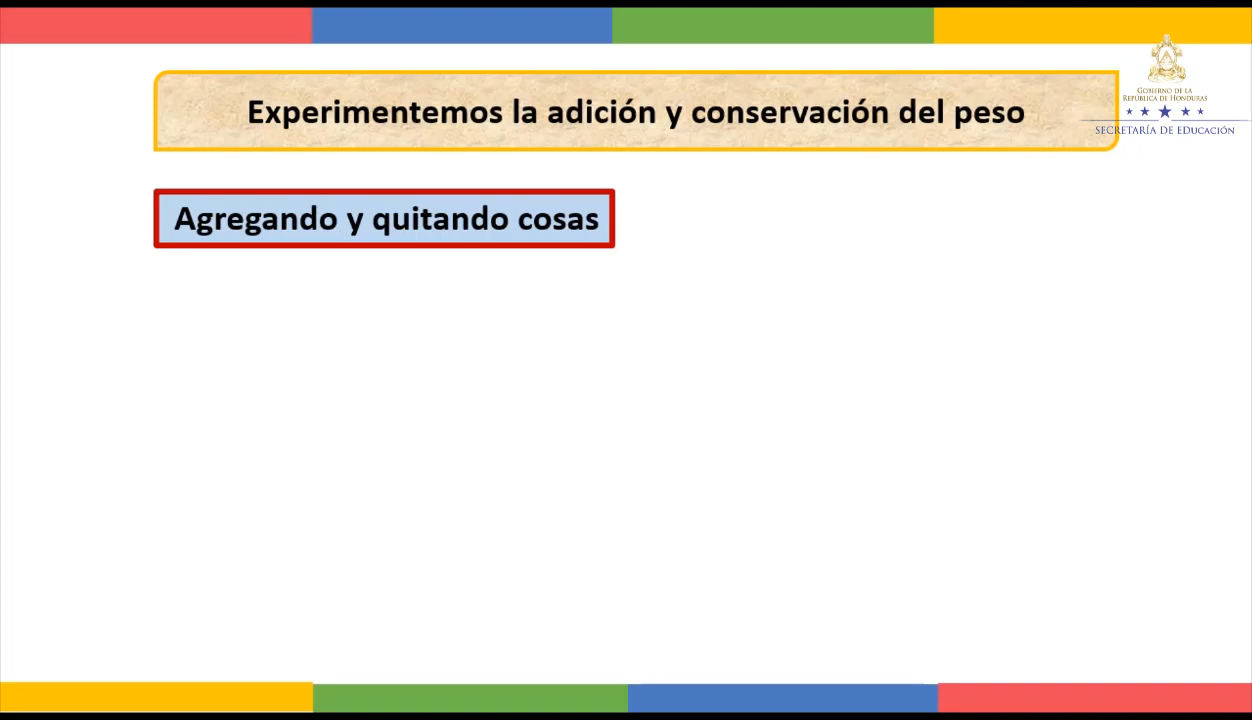 Experimentemos la adición y conservación del peso
GOBIERNO DE LA
REPÚBLICA DE HONDURAS
SECRETARÍA DE EDUCACIÓN
Agregando y quitando cosas